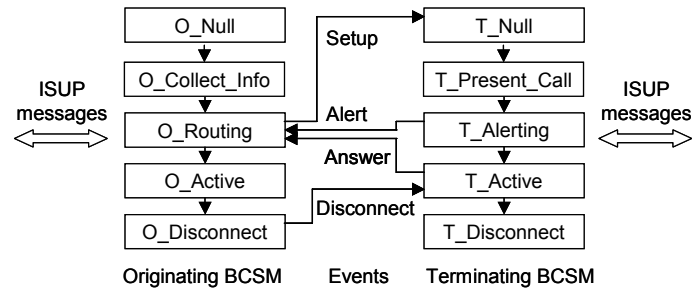 O_Null
T_Null
Setup
ISUP
messages
O_Collect_Info
T_Present_Call
ISUP
messages
Alert
O_Routing
T_Alerting
Answer
O_Active
T_Active
Disconnect
O_Disconnect
T_Disconnect
Originating BCSM
Events
Terminating BCSM